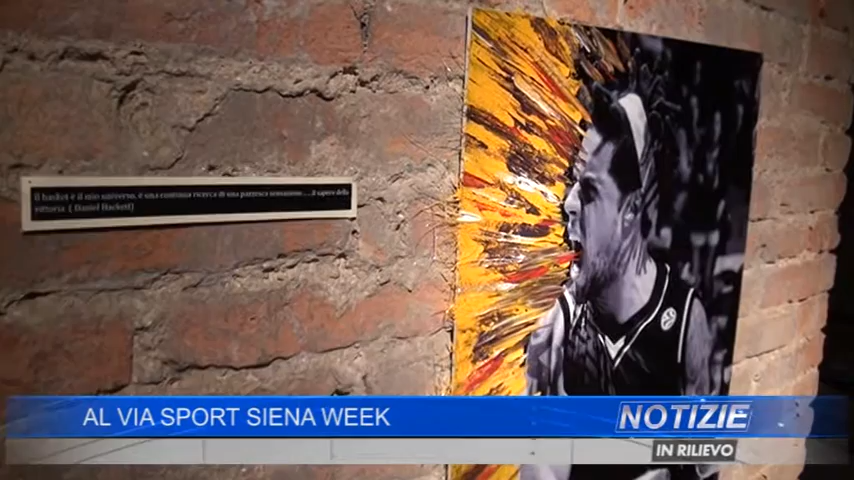 il basket è il mio universo, è una continua ricerca di una pazzesca sensazione.....il sapore della
vittoria. ( Daniel Hackett)
AL VIA SPORT SIENA WEEK
NOTIZIE
IN RILIEVO